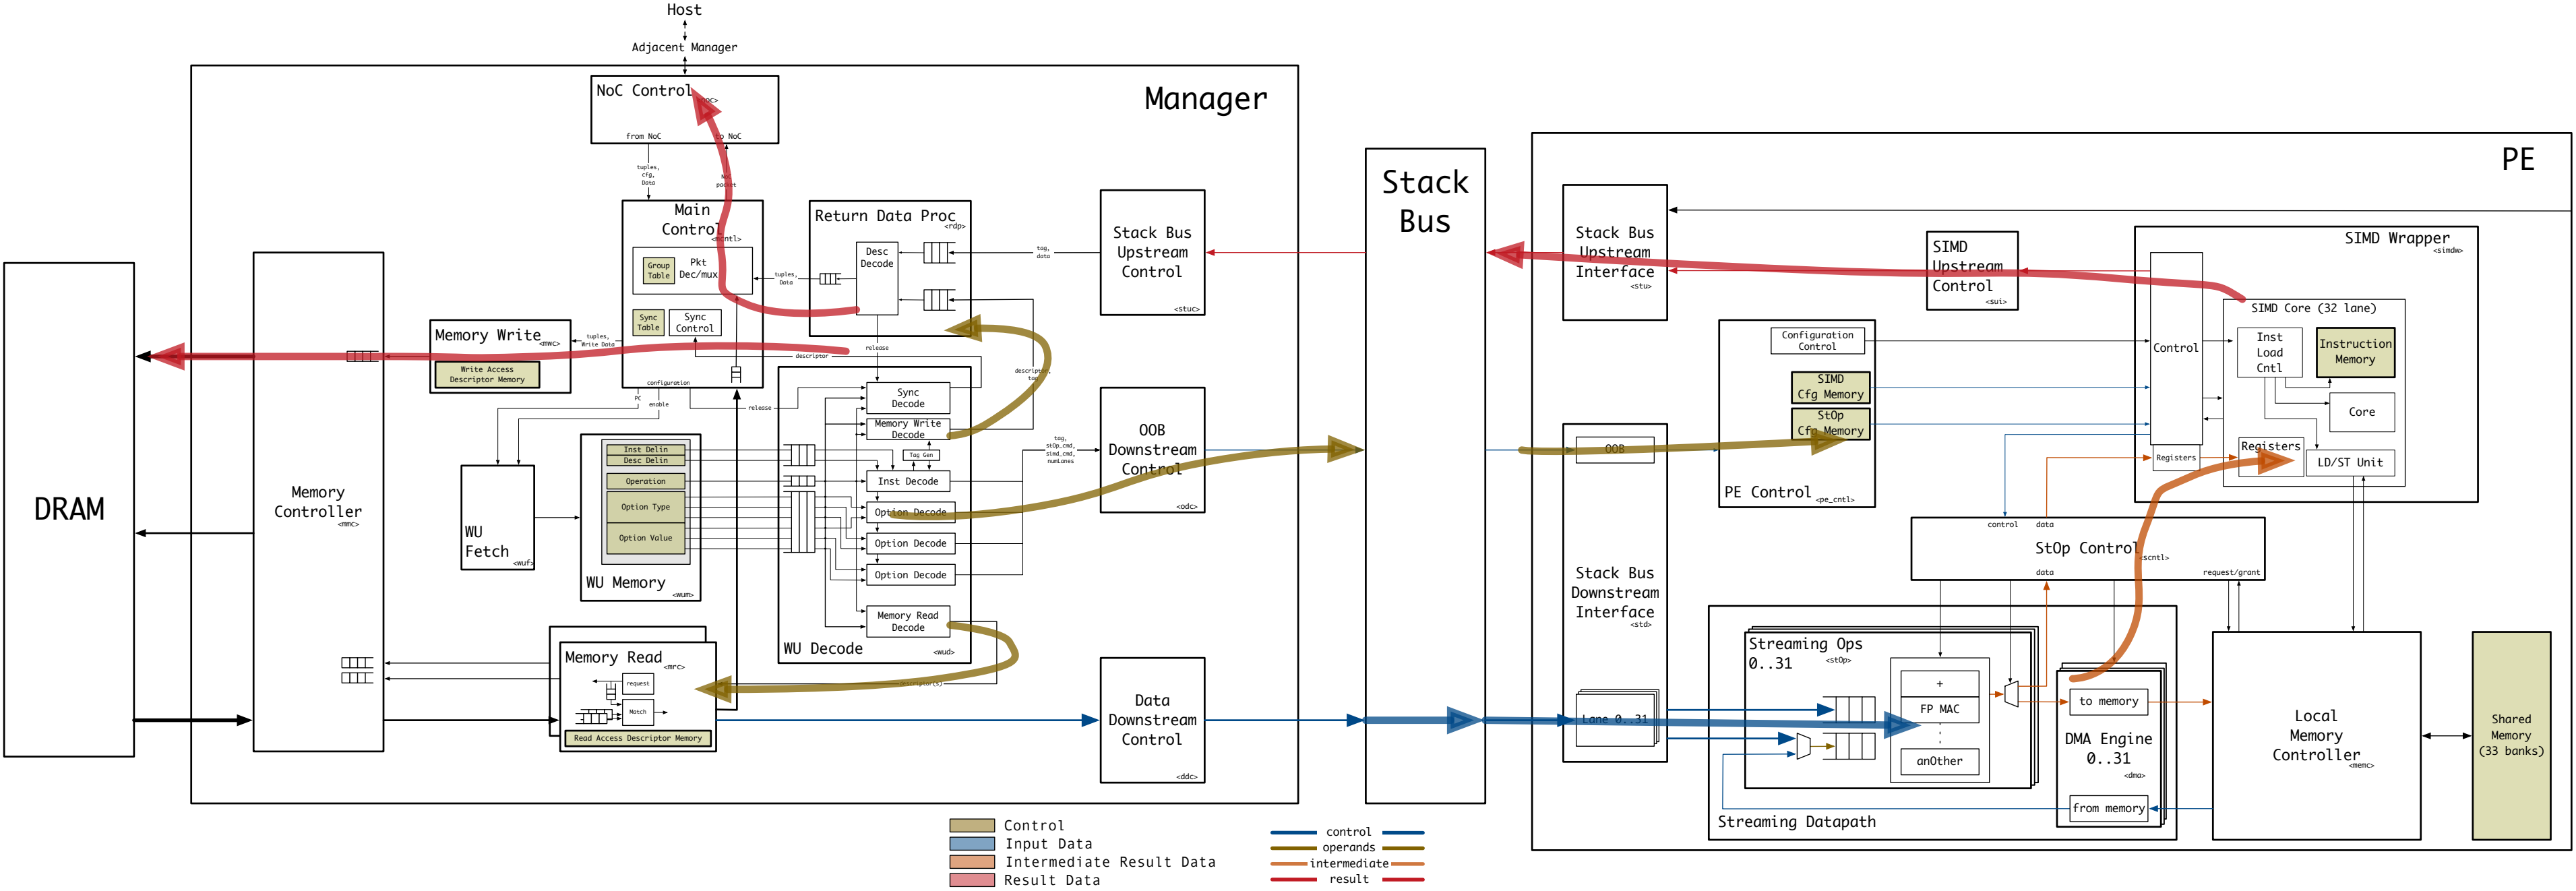 Host
Adjacent Manager
NoC Control
from NoC
to NoC
Manager
tuples,
cfg,
Data
NoC
packet
Main
Control
<mcntl>
Group
Table
Pkt
Dec/mux
Sync
Table
Sync
Control
configuration
tuples,
Data
Return Data Proc
<rdp>
Desc
Decode
tag,
data
Stack Bus
Upstream
Control
<stuc>
release
descriptor
descriptor,
tag
Memory Write
<mwc>
Write Access
Descriptor Memory
tuples,
Write Data
PC
enable
release
DRAM
Memory
Controller
<mmc>
WU
Fetch
<wuf>
Inst Delin
Desc Delin
Operation
Option Type
Option Value
WU Memory
<wum>
Sync
Decode
Memory Write
Decode
Tag Gen
Inst Decode
Option Decode
Option Decode
Option Decode
Memory Read
Decode
WU Decode
<wud>
tag,
stOp_cmd,
simd_cmd,
numLanes
OOB
Downstream
Control
<odc>
Memory Read
<mrc>
request
Match
Read Access Descriptor Memory
descriptor(s)
Data
Downstream
Control
<ddc>
Stack
Bus
PE
Stack Bus
Upstream
Interface
<stu>
SIMD
Upstream
Control
<sui>
SIMD Wrapper
<simdw>
Control
Registers
SIMD Core (32 lane)
Inst
Load
Cntl
Instruction
Memory
Core
Registers
LD/ST Unit
Configuration
Control
SIMD
Cfg Memory
StOp
Cfg Memory
PE Control
<pe_cntl>
OOB
Stack Bus
Downstream
Interface
<std>
Lane 0..31
control
data
StOp Control
<scntl>
data
request/grant
Streaming Ops
0..31
<stOp>
+
FP MAC
anOther
to memory
DMA Engine
0..31
<dma>
from memory
Streaming Datapath
Local
Memory
Controller
<memc>
Shared
Memory
(33 banks)
Control
Input Data
Intermediate Result Data
Result Data
control
operands
intermediate
result